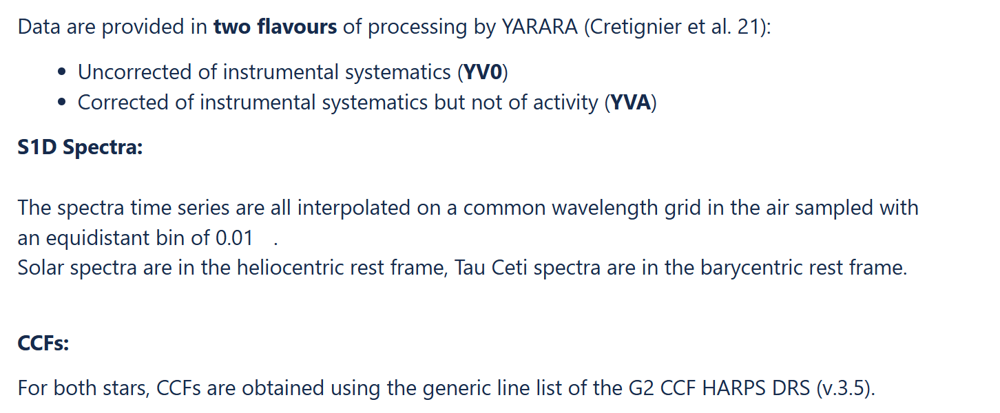 Data are provided in two flavours of processing by YARARA (Cretignier et al. 21):
• Uncorrected of instrumental systematics (YV0)
• Corrected of instrumental systematics but not of activity (YVA)
S1D Spectra:
The spectra time series are all interpolated on a common wavelength grid in the air sampled with
an equidistant bin of 0.01 .
Solar spectra are in the heliocentric rest frame, Tau Ceti spectra are in the barycentric rest frame.
CCFs:
For both stars, CCFs are obtained using the generic line list of the G2 CCF HARPS DRS (v.3.5).